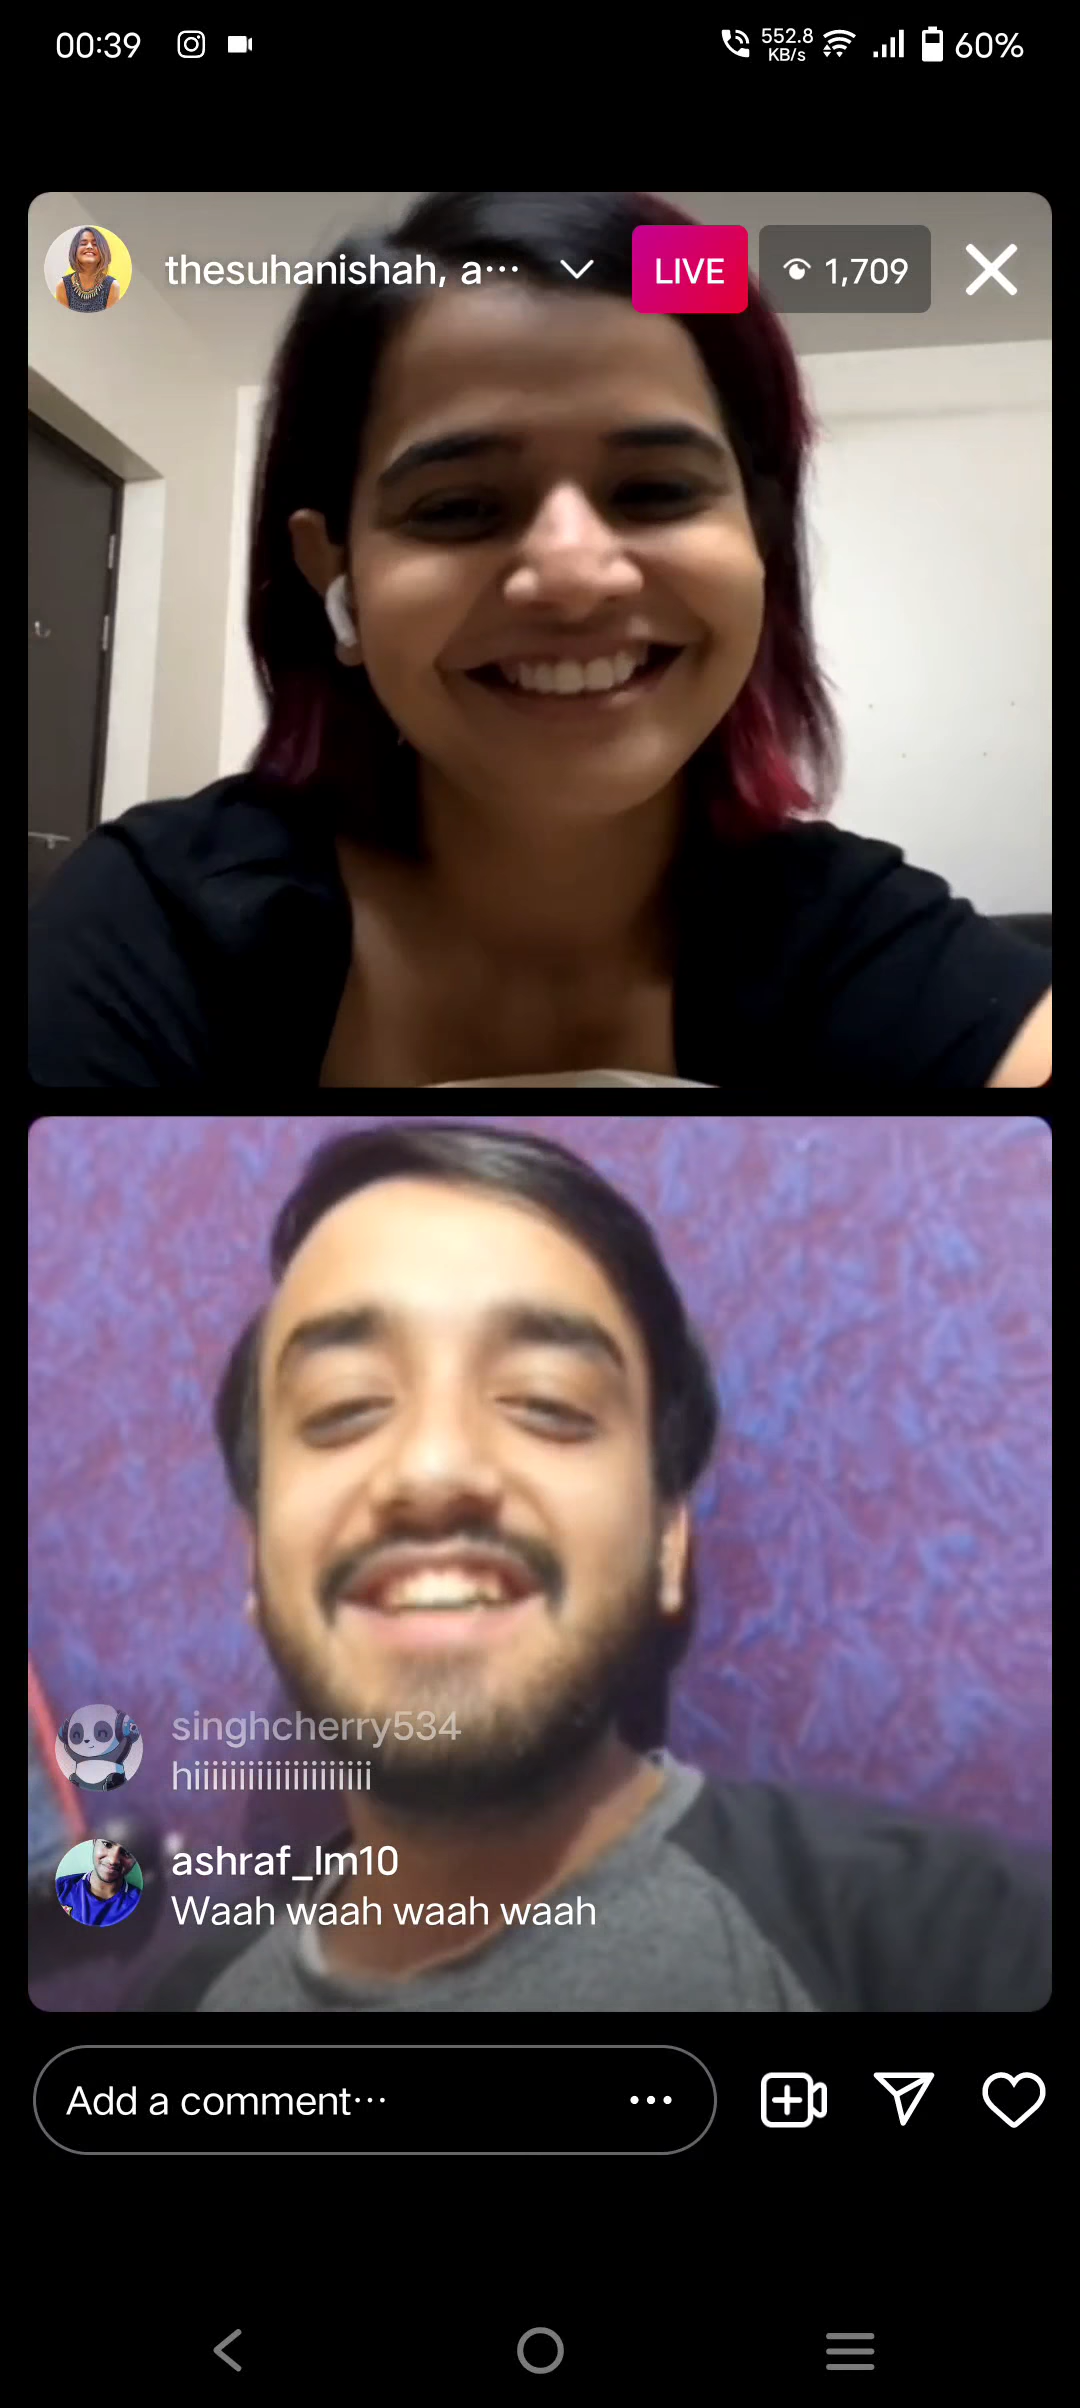 00:39
552.8
KB/s
60%
thesuhanishah, a...
LIVE
1,709
singhcherry534
hiiiiiiiiiiiiiiiiiiii
ashraf_lm10
Waah waah waah waah
Add a comment...